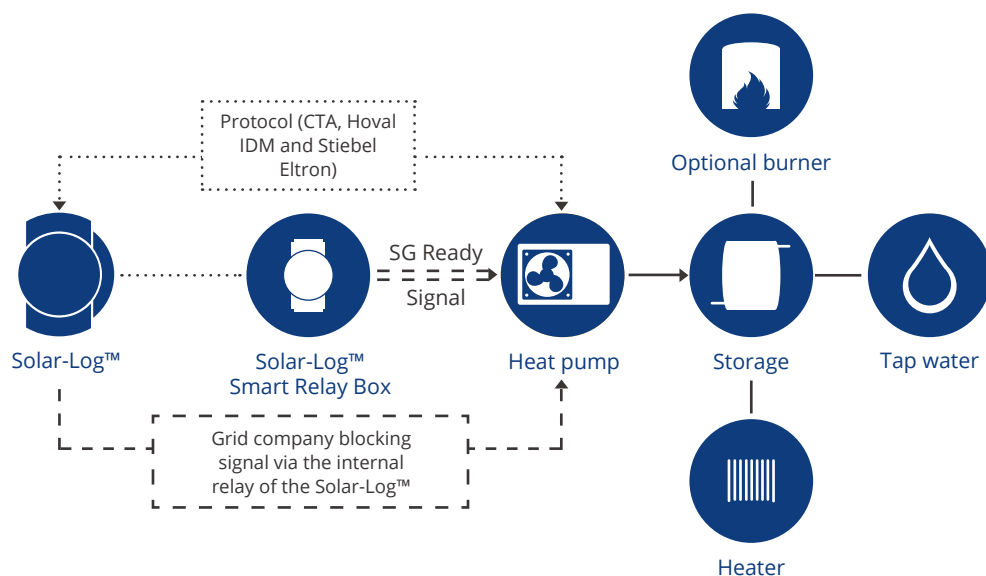 Optional burner
Protocol (CTA, Hoval
IDM and Stiebel
Eltron)
SG Ready
Signal
Solar-Log™
Solar-Log™
Smart Relay Box
Heat pump
Storage
Tap water
Grid company blocking
signal via the internal
relay of the Solar-Log™
Heater